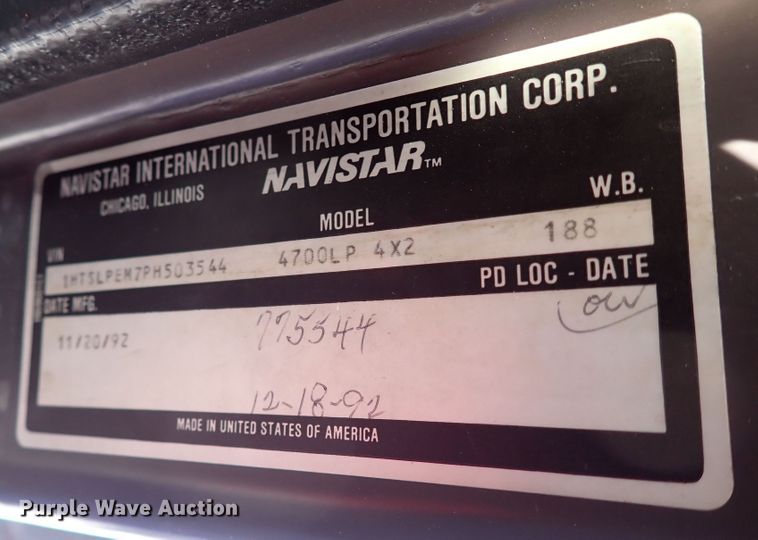 NAVISTAR INTERNATIONAL TRANSPORTATION CORP.
CHICAGO, ILLINOIS NAVISTAR™
VIN MODEL W.B.
1HTSLPEM7PH503544 4700LP 4X2 188
DATE MFG. PD LOC - DATE
11/20/92 775544 OW
12-18-92
MADE IN UNITED STATES OF AMERICA
Purple Wave Auction